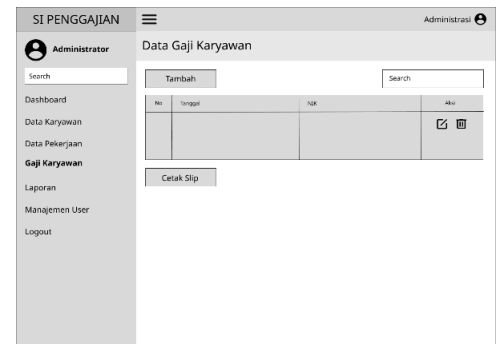 SI PENGGAJIAN
Administrasi
Administrator
Search
Dashboard
Data Karyawan
Data Pekerjaan
Gaji Karyawan
Laporan
Manajemen User
Logout
Data Gaji Karyawan
Tambah
Search
No Tanggal NIK Aksi
Cetak Slip